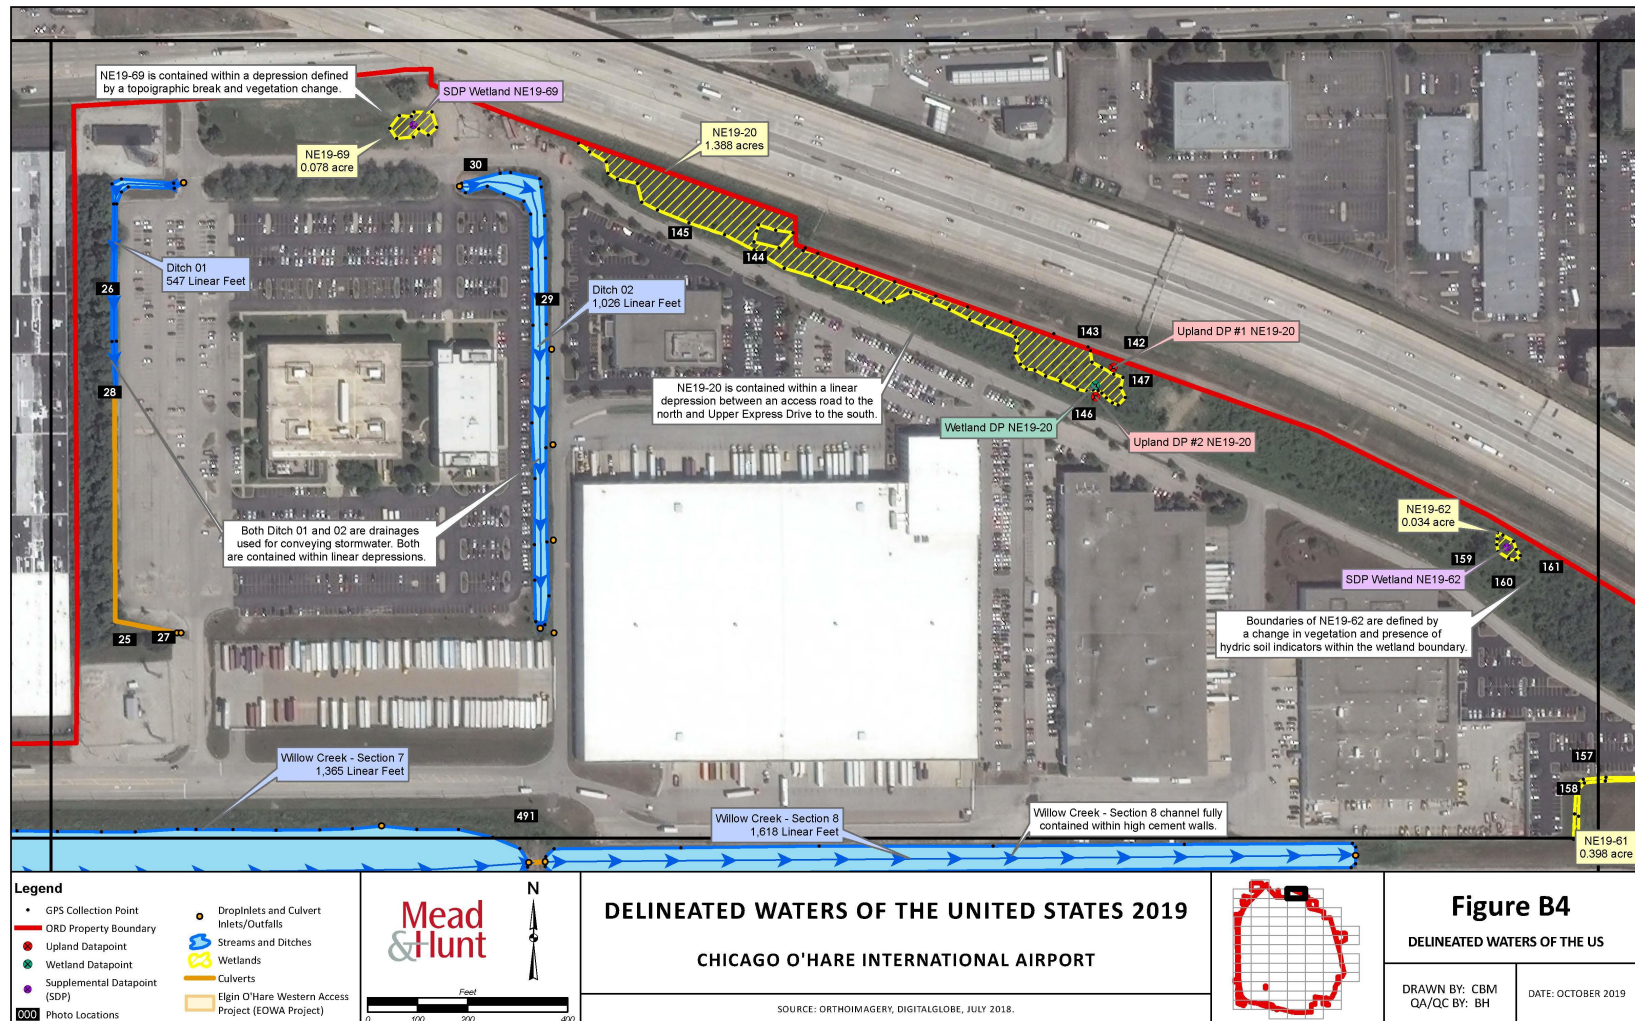 NE19-69 is contained within a depression defined
by a topoigraphic break and vegetation change.
SDP Wetland NE19-69
NE19-69
0.078 acre
NE19-20
1.388 acres
30
145
144
Ditch 01
547 Linear Feet
26
29
Ditch 02
1,026 Linear Feet
143
142
Upland DP #1 NE19-20
147
28
NE19-20 is contained within a linear
depression between an access road to the
north and Upper Express Drive to the south.
146
Wetland DP NE19-20
Upland DP #2 NE19-20
Both Ditch 01 and 02 are drainages
used for conveying stormwater. Both
are contained within linear depressions.
NE19-62
0.034 acre
159
161
SDP Wetland NE19-62
160
Boundaries of NE19-62 are defined by
a change in vegetation and presence of
hydric soil indicators within the wetland boundary.
25
27
Willow Creek - Section 7
1,365 Linear Feet
157
158
491
Willow Creek - Section 8
1,618 Linear Feet
Willow Creek - Section 8 channel fully
contained within high cement walls.
NE19-61
0.398 acre
Legend
GPS Collection Point
ORD Property Boundary
Upland Datapoint
Wetland Datapoint
Supplemental Datapoint
(SDP)
000 Photo Locations
DropInlets and Culvert
Inlets/Outfalls
Streams and Ditches
Wetlands
Culverts
Elgin O'Hare Western Access
Project (EOWA Project)
Mead
&Hunt
N
Feet
0 100 200 400
DELINEATED WATERS OF THE UNITED STATES 2019
CHICAGO O'HARE INTERNATIONAL AIRPORT
SOURCE: ORTHOIMAGERY, DIGITALGLOBE, JULY 2018.
Figure B4
DELINEATED WATERS OF THE US
DRAWN BY: CBM
QA/QC BY: BH
DATE: OCTOBER 2019